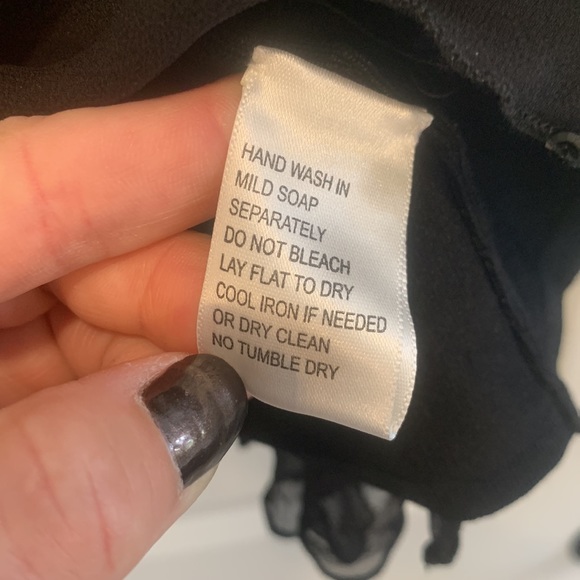 HAND WASH IN
MILD SOAP
SEPARATELY
DO NOT BLEACH
LAY FLAT TO DRY
COOL IRON IF NEEDED
OR DRY CLEAN
NO TUMBLE DRY